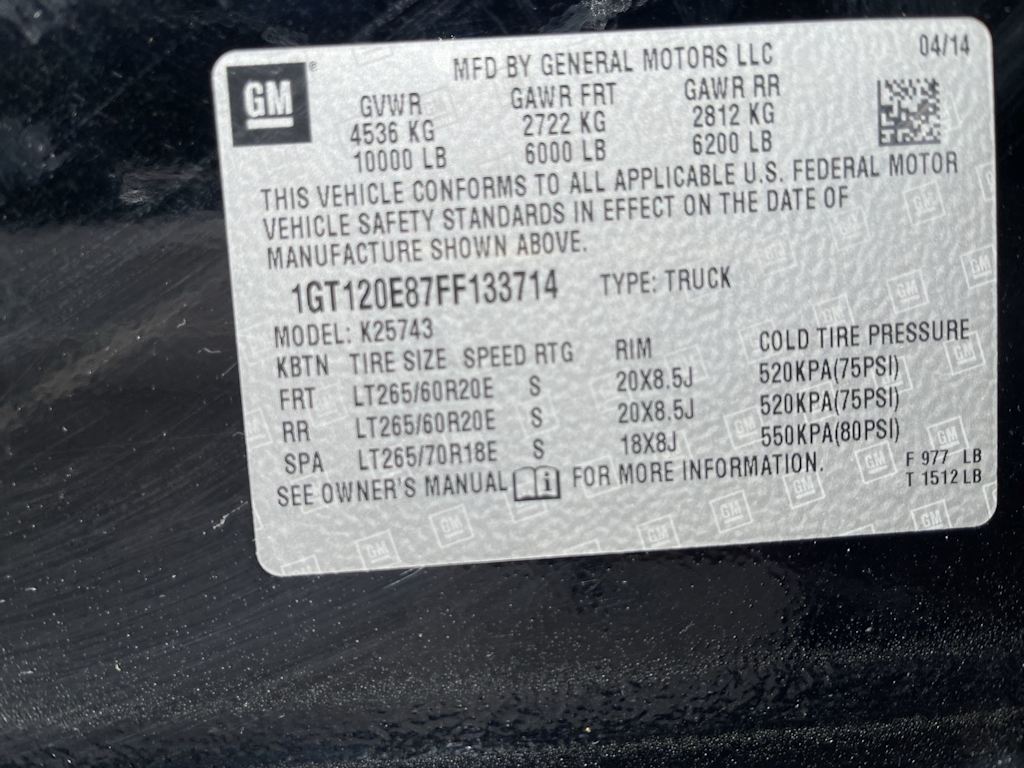 GM
MFD BY GENERAL MOTORS LLC 04/14
GVWR GAWR FRT GAWR RR
4536 KG 2722 KG 2812 KG
10000 LB 6000 LB 6200 LB
THIS VEHICLE CONFORMS TO ALL APPLICABLE U.S. FEDERAL MOTOR
VEHICLE SAFETY STANDARDS IN EFFECT ON THE DATE OF
MANUFACTURE SHOWN ABOVE.
1GT120E87FF133714 TYPE: TRUCK
MODEL: K25743
KBTN TIRE SIZE SPEED RTG RIM COLD TIRE PRESSURE
FRT LT265/60R20E S 20X8.5J 520KPA(75PSI)
RR LT265/60R20E S 20X8.5J 520KPA(75PSI)
SPA LT265/70R18E S 18X8J 550KPA(80PSI)
SEE OWNER'S MANUAL i FOR MORE INFORMATION.
F 977 LB
T 1512 LB